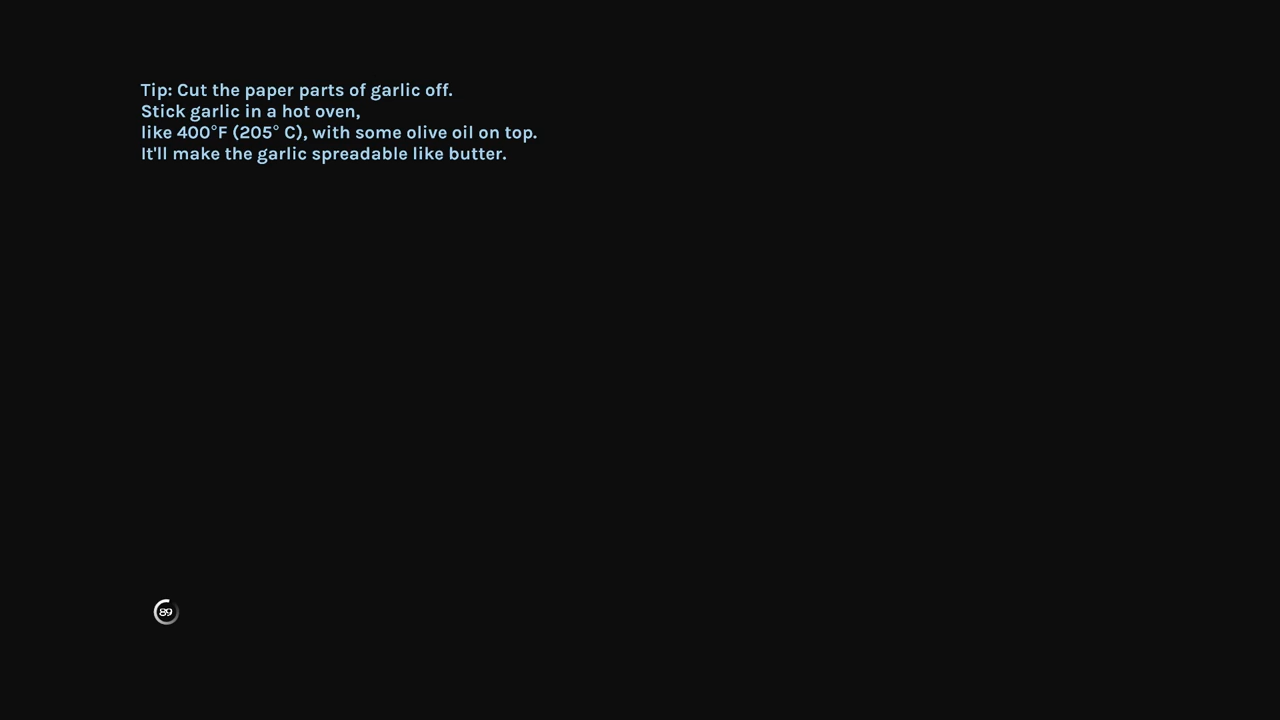 Tip: Cut the paper parts of garlic off.
Stick garlic in a hot oven,
like 400°F (205° C), with some olive oil on top.
It'll make the garlic spreadable like butter.
89